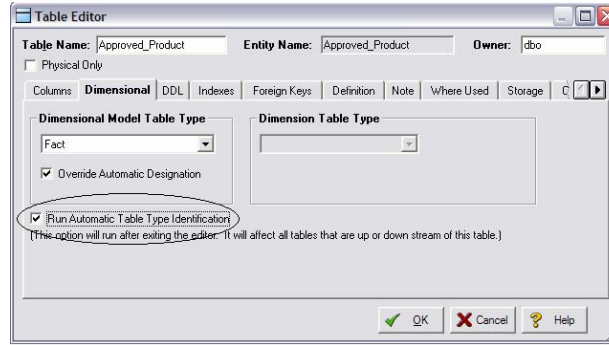 Table Editor
Table Name: Approved_Product Entity Name: Approved_Product Owner: dbo
Physical Only
Columns Dimensional DDL Indexes Foreign Keys Definition Note Where Used Storage
Dimensional Model Table Type Dimension Table Type
Fact
Override Automatic Designation
Run Automatic Table Type Identification
(This option will run after exiting the editor. It will affect all tables that are up or down stream of this table.)
OK Cancel Help